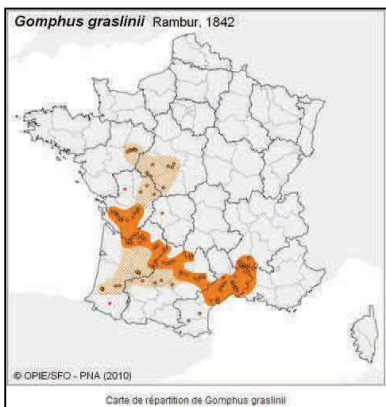 Gomphus graslinii Rambur, 1842
© OPIE/SFO - PNA (2010)
Carte de répartition de Gomphus graslinii